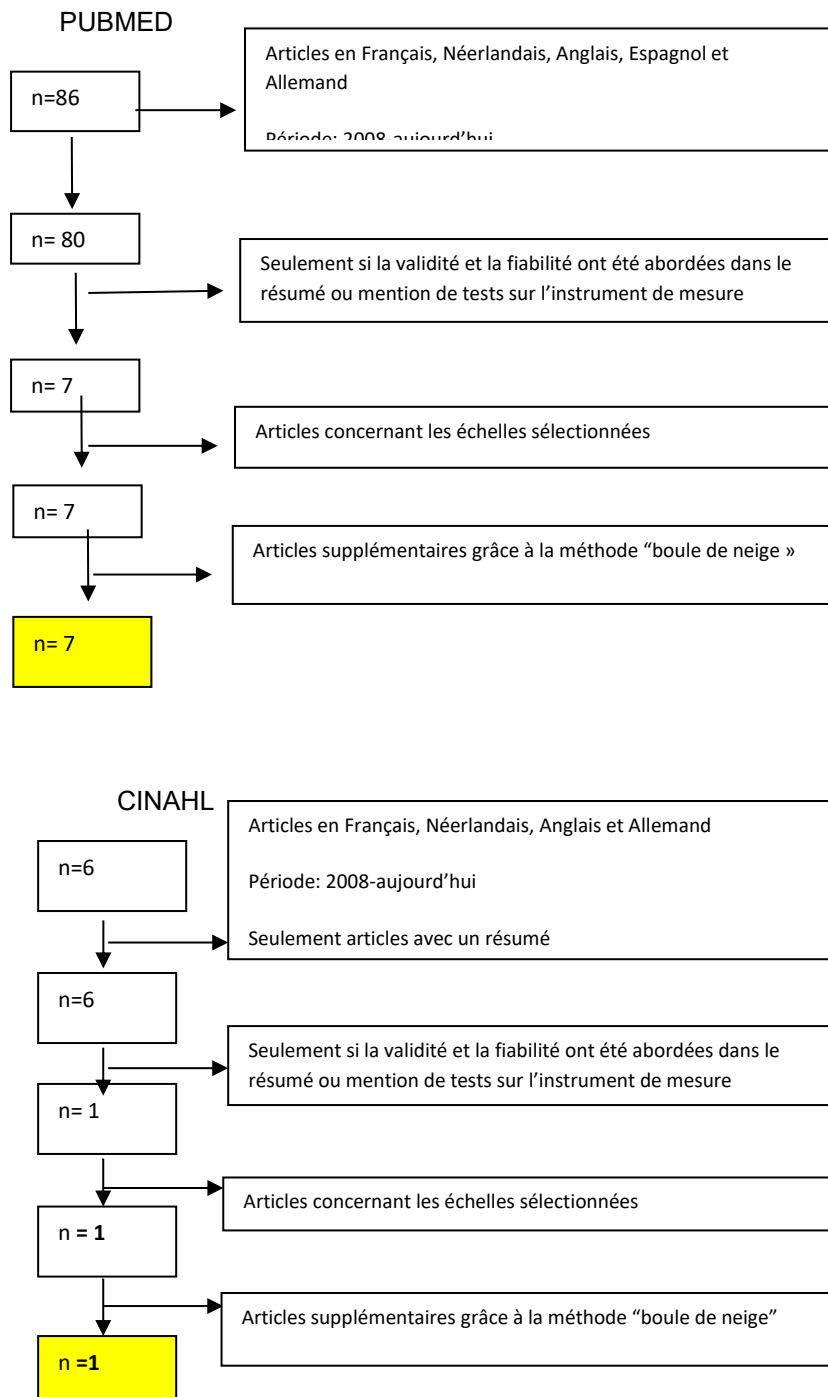 PUBMED
n=86
Articles en Français, Néerlandais, Anglais, Espagnol et
Allemand
Période: 2008-aujourd’hui
n= 80
Seulement si la validité et la fiabilité ont été abordées dans le
résumé ou mention de tests sur l’instrument de mesure
n= 7
Articles concernant les échelles sélectionnées
n= 7
Articles supplémentaires grâce à la méthode “boule de neige »
n= 7
CINAHL
n=6
Articles en Français, Néerlandais, Anglais et Allemand
Période: 2008-aujourd’hui
Seulement articles avec un résumé
n=6
Seulement si la validité et la fiabilité ont été abordées dans le
résumé ou mention de tests sur l’instrument de mesure
n= 1
Articles concernant les échelles sélectionnées
n = 1
Articles supplémentaires grâce à la méthode “boule de neige”
n =1